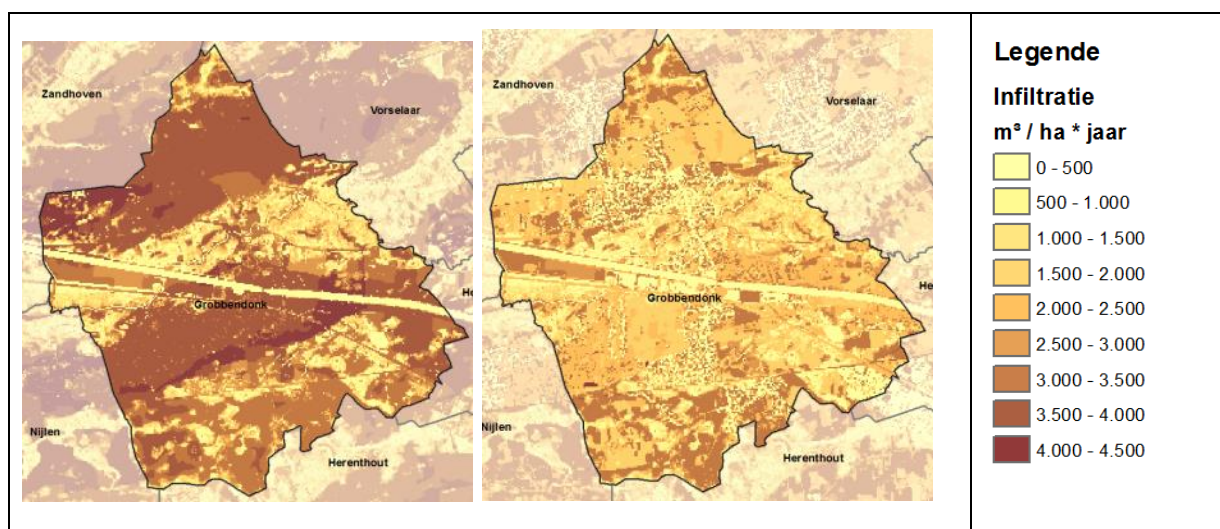 Zandhoven
Vorselaar
He
Grobbendonk
Nijlen
Herenthout
Zandhoven
Vorselaar
He
Grobbendonk
Nijlen
Herenthout
Legende
Infiltratie
m³ / ha * jaar
0 - 500
500 - 1.000
1.000 - 1.500
1.500 - 2.000
2.000 - 2.500
2.500 - 3.000
3.000 - 3.500
3.500 - 4.000
4.000 - 4.500